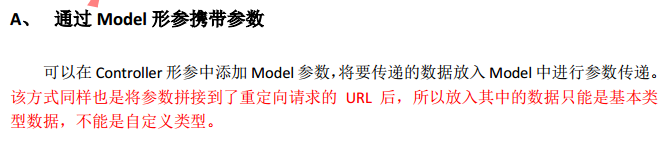 A、 通过 Model 形参携带参数
可以在 Controller 形参中添加 Model 参数，将要传递的数据放入 Model 中进行参数传递。
该方式同样也是将参数拼接到了重定向请求的 URL 后，所以放入其中的数据只能是基本类
型数据，不能是自定义类型。